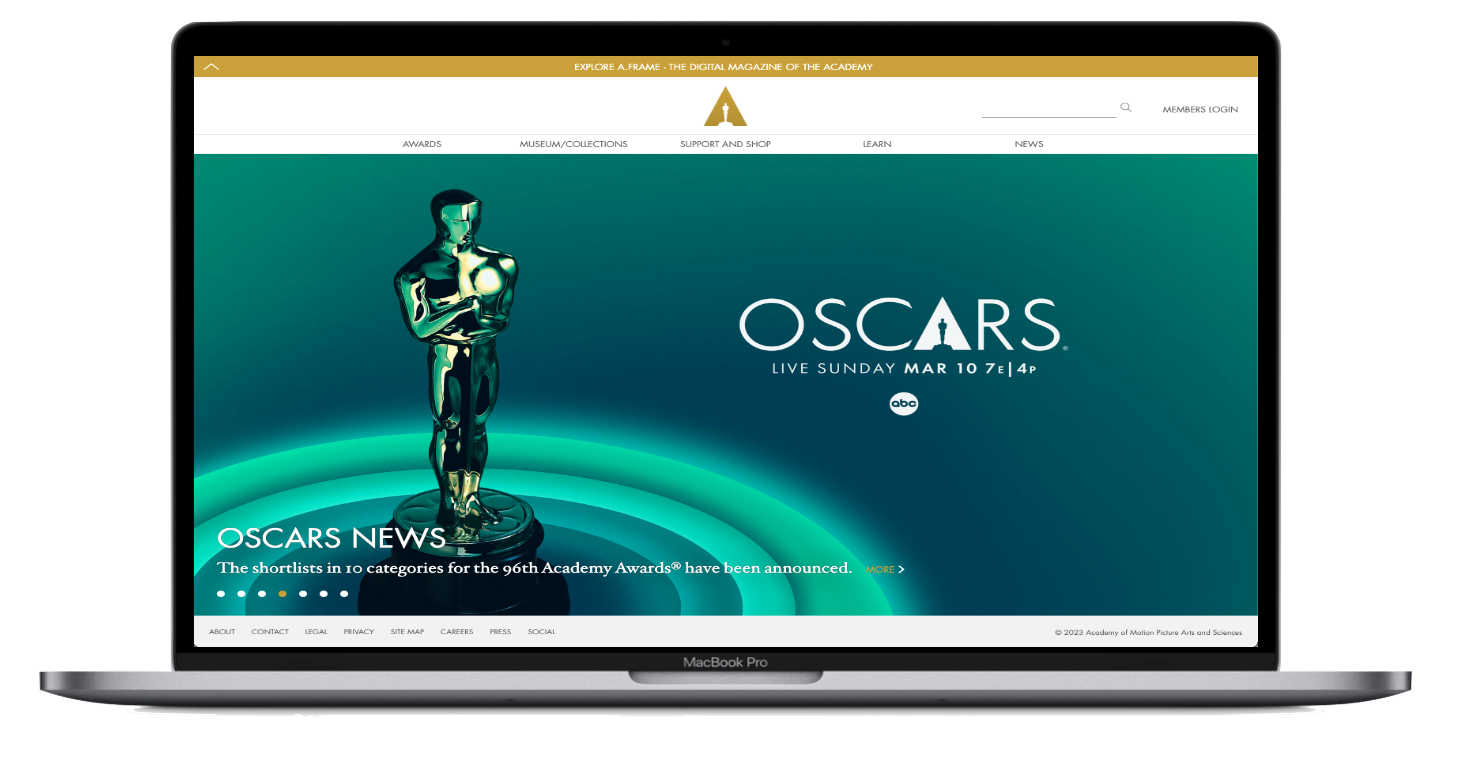 EXPLORE A.FRAME - THE DIGITAL MAGAZINE OF THE ACADEMY
MEMBERS LOGIN
AWARDS MUSEUM/COLLECTIONS SUPPORT AND SHOP LEARN NEWS
OSCARS®
LIVE SUNDAY MAR 10 7E|4P
abc
OSCARS NEWS
The shortlists in 10 categories for the 96th Academy Awards® have been announced. MORE >
ABOUT CONTACT LEGAL PRIVACY SITE MAP CAREERS PRESS SOCIAL © 2023 Academy of Motion Picture Arts and Sciences
MacBook Pro